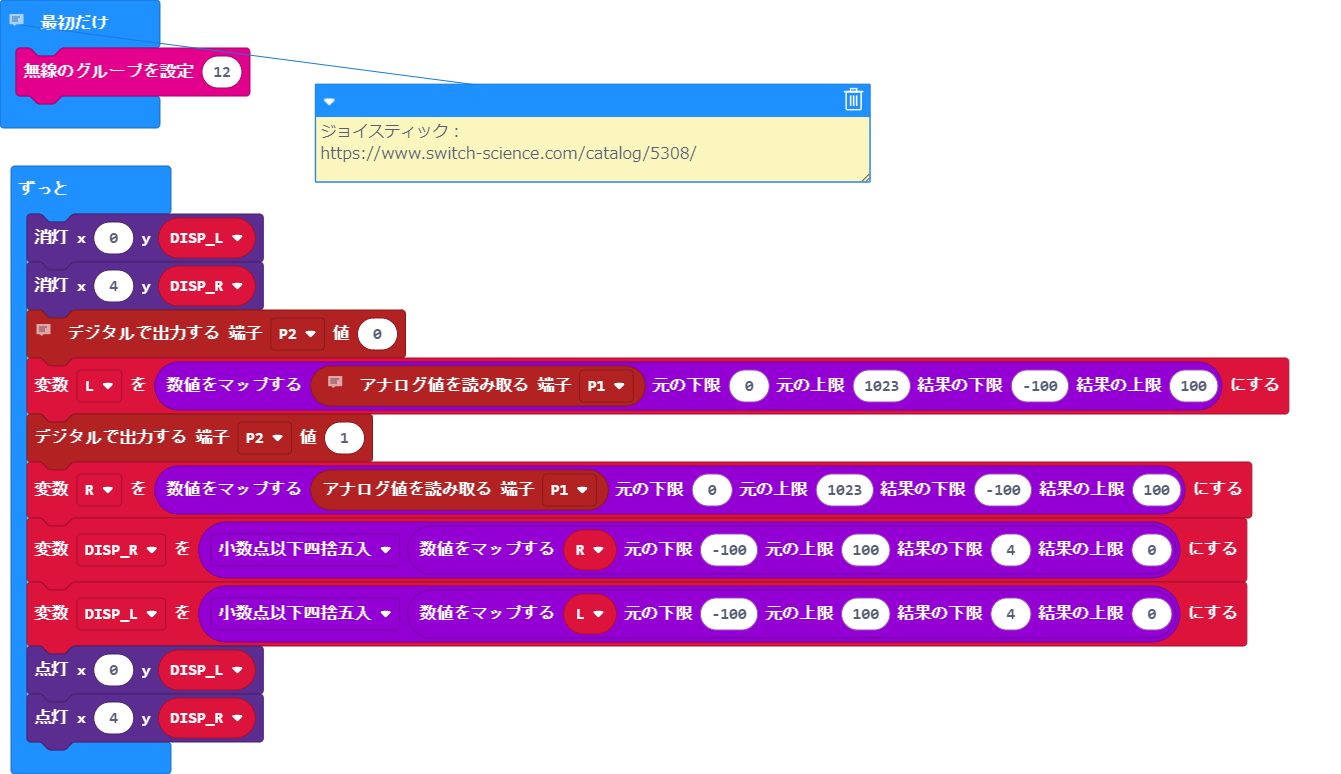 最初だけ
無線のグループを設定 12
ジョイスティック：
https://www.switch-science.com/catalog/5308/
ずっと
消灯 x 0 y DISP_L
消灯 x 4 y DISP_R
デジタルで出力する 端子 P2 値 0
変数 L を 数値をマップする アナログ値を読み取る 端子 P1 元の下限 0 元の上限 1023 結果の下限 -100 結果の上限 100 にする
デジタルで出力する 端子 P2 値 1
変数 R を 数値をマップする アナログ値を読み取る 端子 P1 元の下限 0 元の上限 1023 結果の下限 -100 結果の上限 100 にする
変数 DISP_R を 小数点以下四捨五入 数値をマップする R 元の下限 -100 元の上限 100 結果の下限 4 結果の上限 0 にする
変数 DISP_L を 小数点以下四捨五入 数値をマップする L 元の下限 -100 元の上限 100 結果の下限 4 結果の上限 0 にする
点灯 x 0 y DISP_L
点灯 x 4 y DISP_R